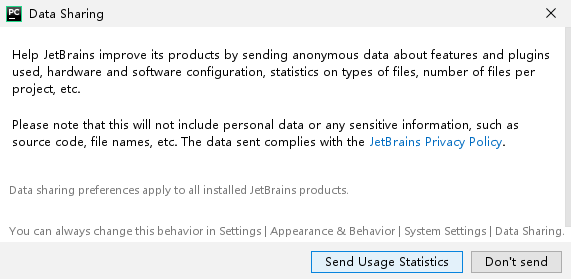 PC Data Sharing
Help JetBrains improve its products by sending anonymous data about features and plugins
used, hardware and software configuration, statistics on types of files, number of files per
project, etc.
Please note that this will not include personal data or any sensitive information, such as
source code, file names, etc. The data sent complies with the JetBrains Privacy Policy.
Data sharing preferences apply to all installed JetBrains products.
You can always change this behavior in Settings | Appearance & Behavior | System Settings | Data Sharing.
Send Usage Statistics Don't send